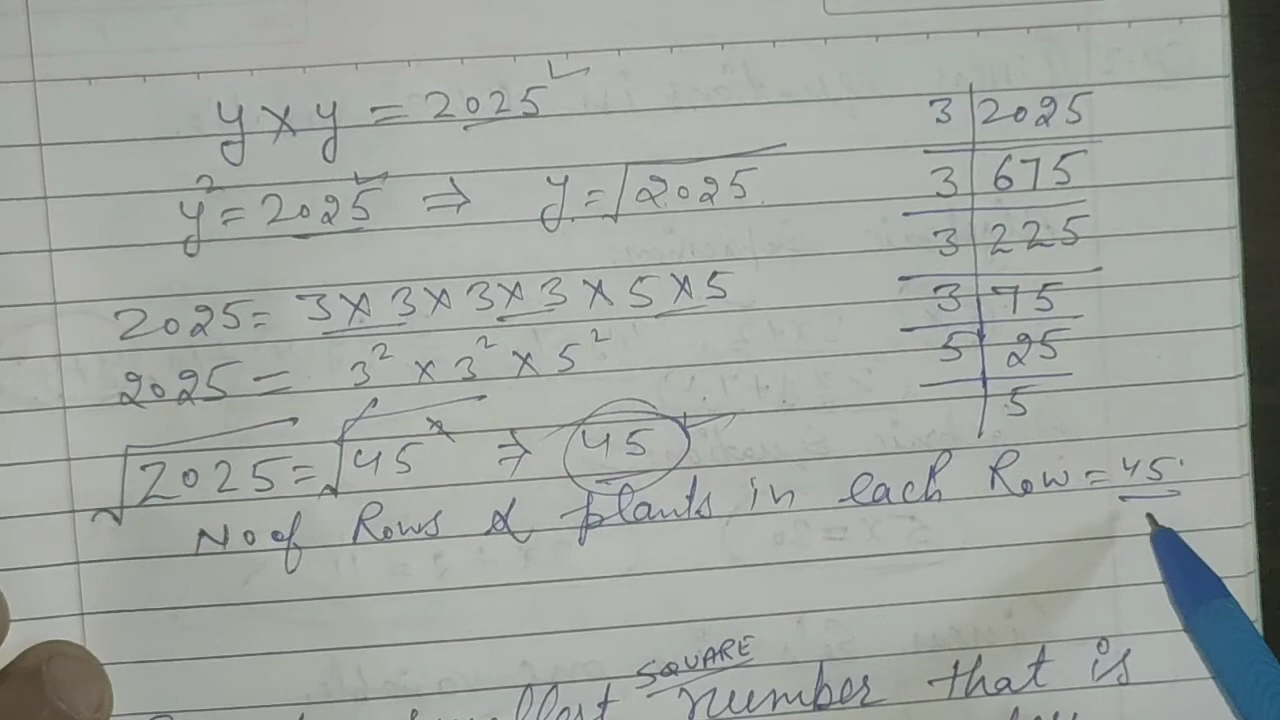 y × y = 2025
y² = 2025 ⇒ y = √2025
2025 = 3 × 3 × 3 × 3 × 5 × 5
2025 = 3² × 3² × 5²
√2025 = √45² ⇒ 45
No of Rows & plants in each Row = 45
3 | 2025
3 | 675
3 | 225
3 | 75
5 | 25
| 5
SQUARE
number that is